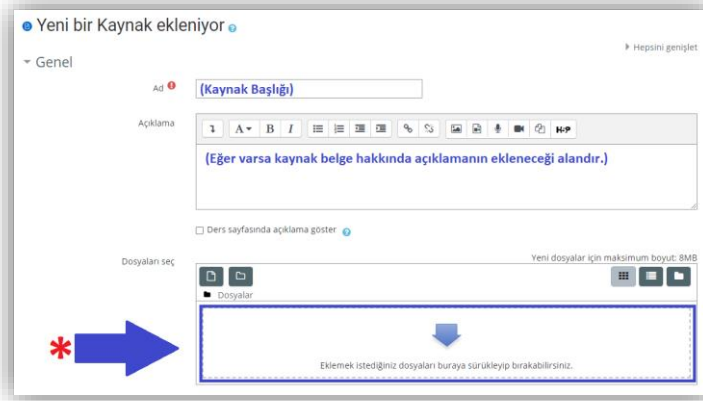 Yeni bir Kaynak ekleniyor
Hepsini genişlet
Genel
Ad
(Kaynak Başlığı)
Açıklama
A B I H-P
(Eğer varsa kaynak belge hakkında açıklamanın ekleneceği alandır.)
Ders sayfasında açıklama göster
Dosyaları seç
Yeni dosyalar için maksimum boyut: 8MB
Dosyalar
*
Eklemek istediğiniz dosyaları buraya sürükleyip bırakabilirsiniz.